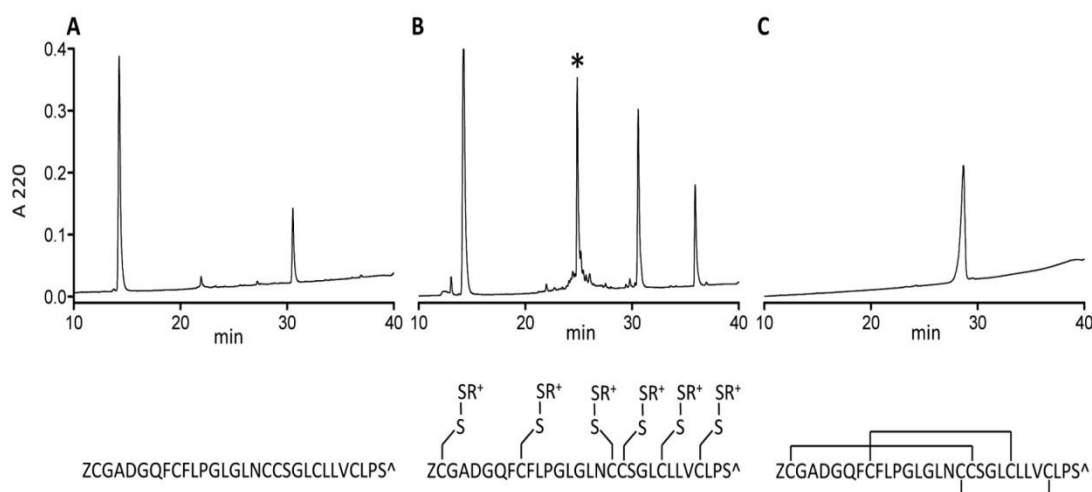 A
B
C
*
0.4
0.3
0.2
0.1
0.0
A 220
10 20 30 40
min
10 20 30 40
min
10 20 30 40
min
SR⁺ SR⁺ SR⁺ SR⁺ SR⁺ SR⁺
S S S S S S
ZCGADGQFCFLPGLGLNCCSGLCLLVCLPS^
ZCGADGQFCFLPGLGLNCCSGLCLLVCLPS^
ZCGADGQFCFLPGLGLNCCSGLCLLVCLPS^